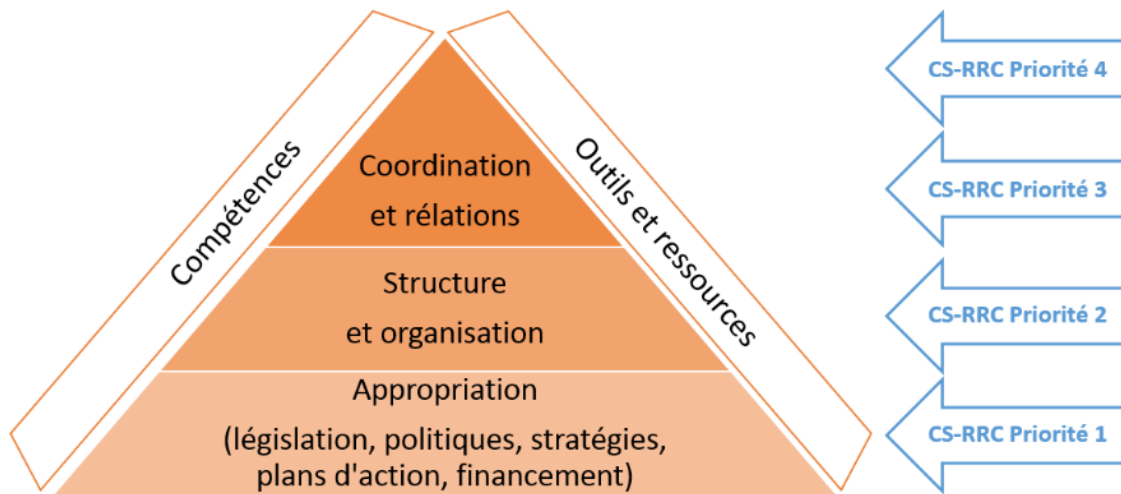 Compétences
Coordination
et rélations
Structure
et organisation
Appropriation
(législation, politiques, stratégies,
plans d'action, financement)
Outils et ressources
CS-RRC Priorité 4
CS-RRC Priorité 3
CS-RRC Priorité 2
CS-RRC Priorité 1